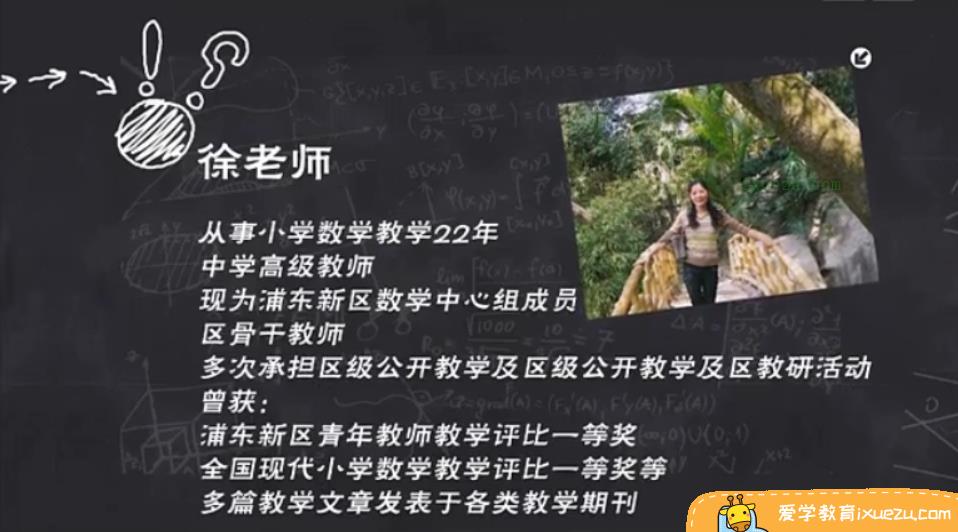 徐老师
从事小学数学教学22年
中学高级教师
现为浦东新区数学中心组成员
区骨干教师
多次承担区级公开教学及区级公开教学及区教研活动
曾获：
浦东新区青年教师教学评比一等奖
全国现代小学数学教学评比一等奖等
多篇教学文章发表于各类教学期刊
爱学教育ixuezu.com